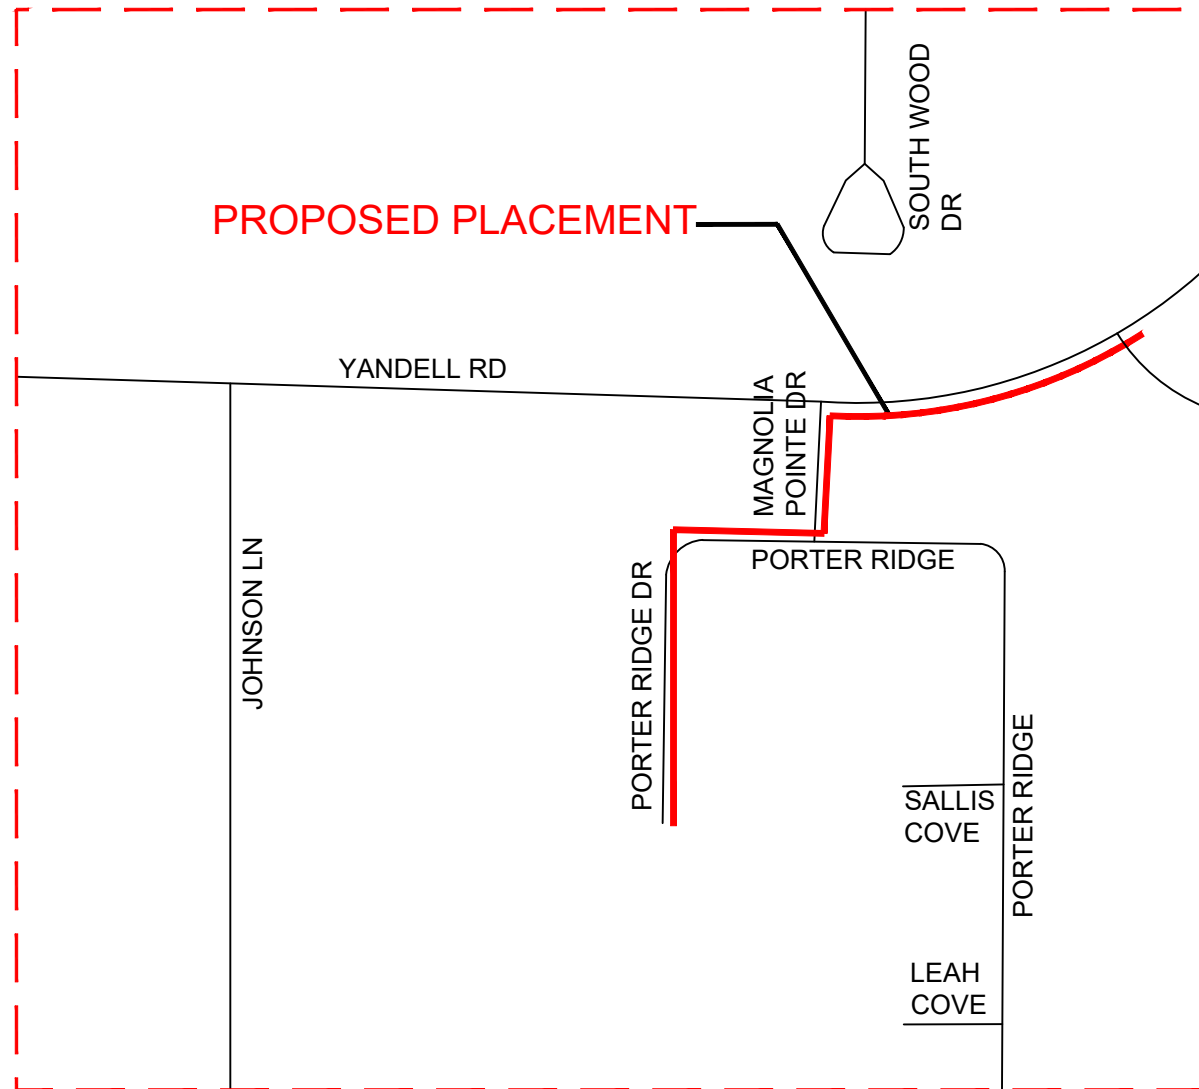 SOUTH WOOD
DR
PROPOSED PLACEMENT
YANDELL RD
MAGNOLIA
POINTE DR
JOHNSON LN
PORTER RIDGE DR
PORTER RIDGE
SALLIS
COVE
PORTER RIDGE
LEAH
COVE